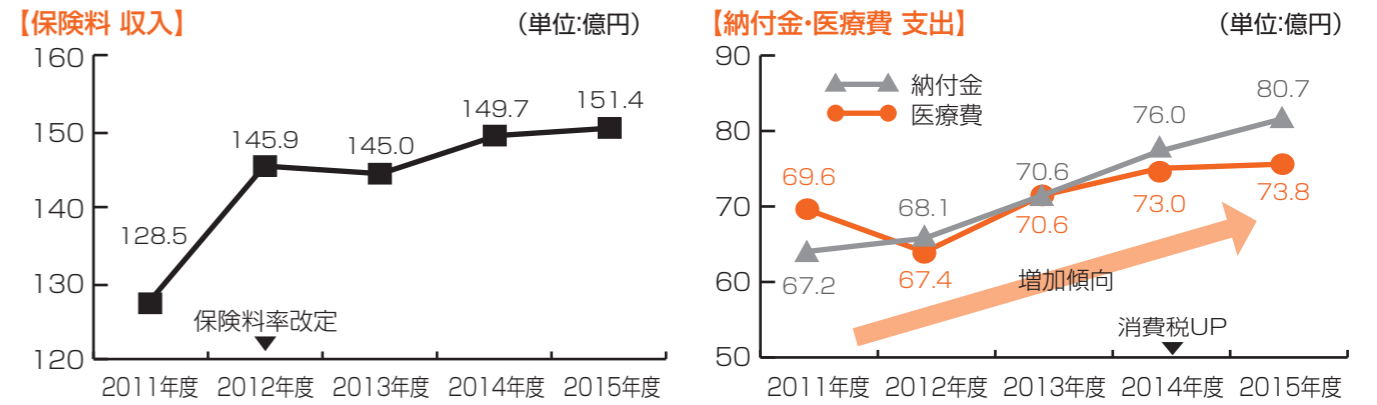 【保険料 収入】
(単位:億円)
160
150
140
130
120
128.5
145.9
145.0
149.7
151.4
保険料率改定
2011年度 2012年度 2013年度 2014年度 2015年度
【納付金・医療費 支出】
(単位:億円)
90
80
70
60
50
納付金
医療費
69.6
67.2
68.1
67.4
70.6
70.6
76.0
73.0
80.7
73.8
増加傾向
消費税UP
2011年度 2012年度 2013年度 2014年度 2015年度